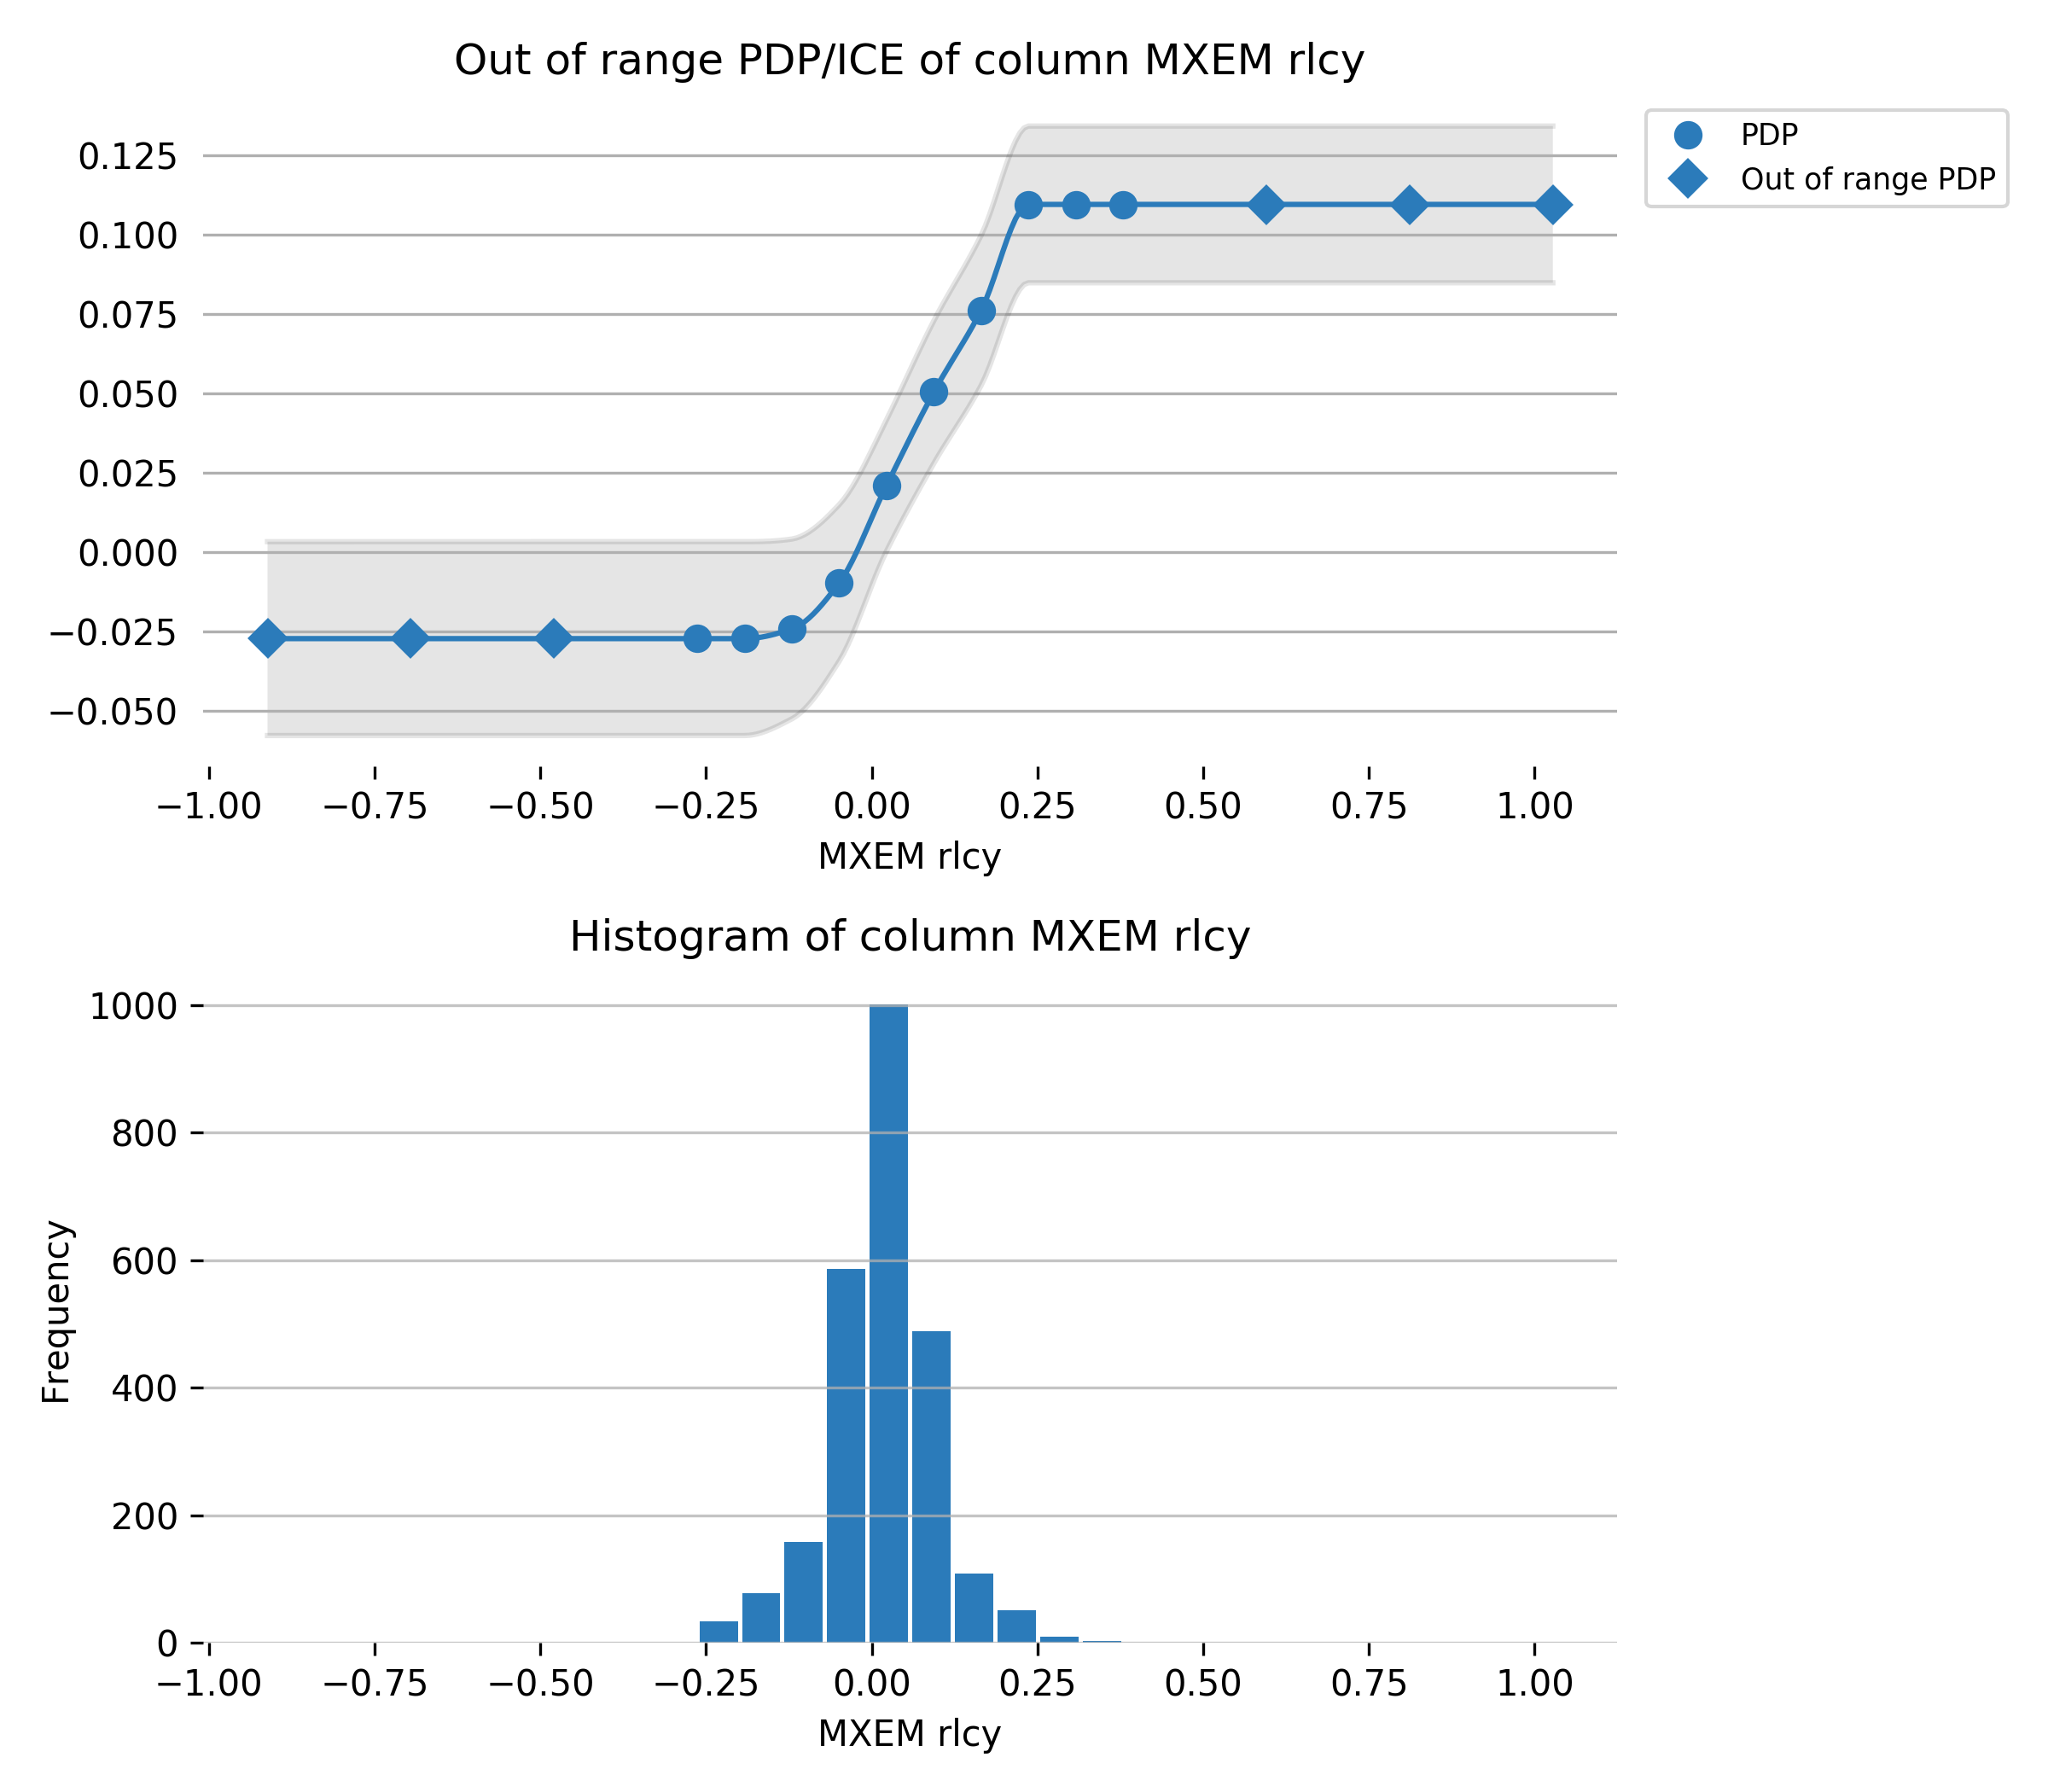 Out of range PDP/ICE of column MXEM rlcy
PDP
Out of range PDP
0.125
0.100
0.075
0.050
0.025
0.000
−0.025
−0.050
−1.00 −0.75 −0.50 −0.25 0.00 0.25 0.50 0.75 1.00
MXEM rlcy
Histogram of column MXEM rlcy
1000
800
600
400
200
0
Frequency
−1.00 −0.75 −0.50 −0.25 0.00 0.25 0.50 0.75 1.00
MXEM rlcy